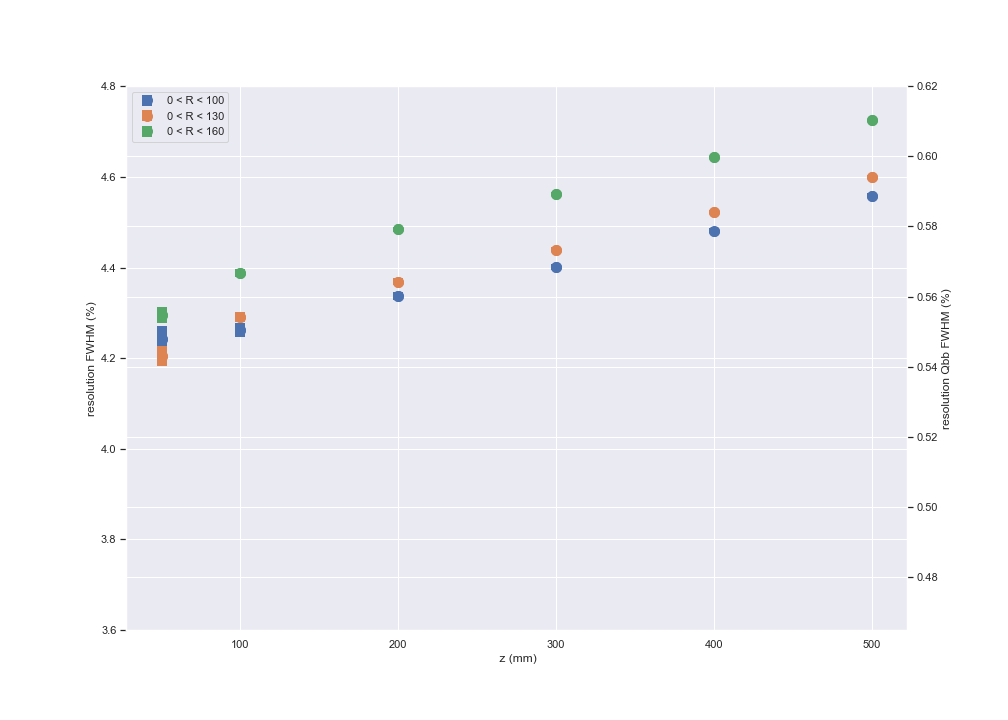 4.8
4.6
4.4
4.2
4.0
3.8
3.6
resolution FWHM (%)
0 < R < 100
0 < R < 130
0 < R < 160
0.62
0.60
0.58
0.56
0.54
0.52
0.50
0.48
resolution Qbb FWHM (%)
100 200 300 400 500
z (mm)